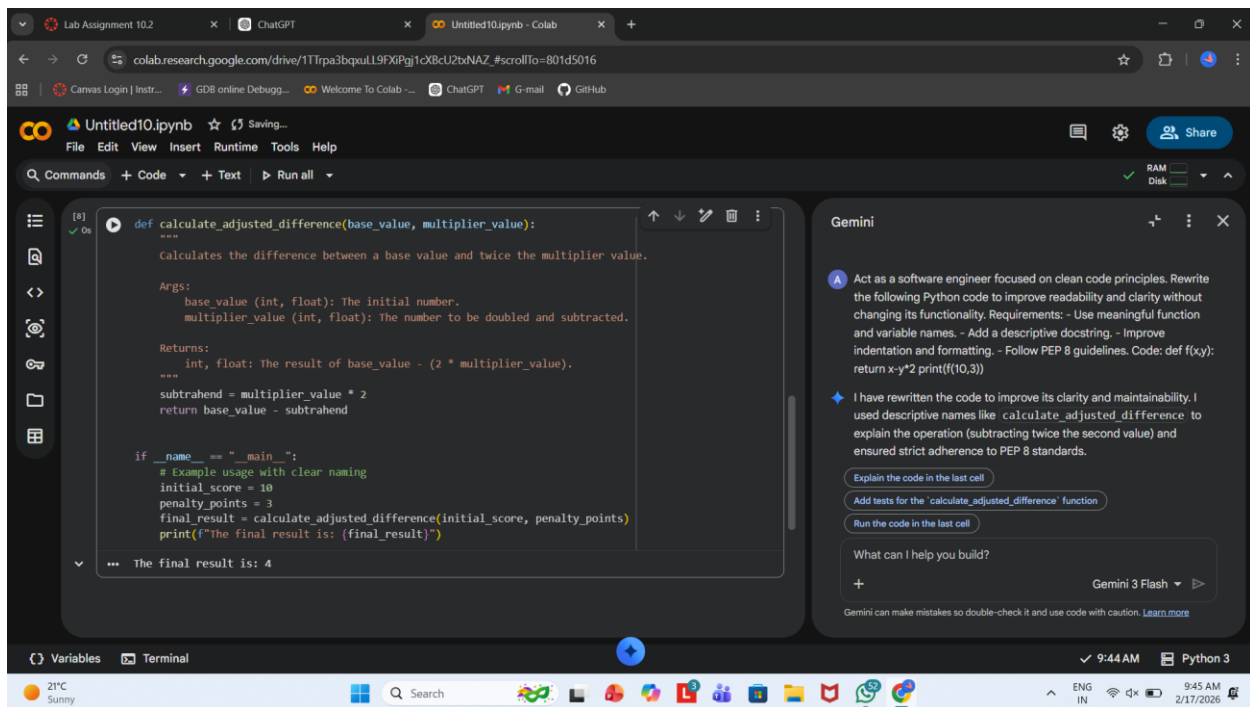 Lab Assignment 10.2
ChatGPT
Untitled10.ipynb - Colab
colab.research.google.com/drive/1TTrpa3bqxuLL9FXiPgj1cXBcU2txNAZ_#scrollTo=801d5016
Canvas Login | Instr... GDB online Debugg... Welcome To Colab -... ChatGPT G-mail GitHub
Untitled10.ipynb Saving...
File Edit View Insert Runtime Tools Help
Share
Commands + Code + Text Run all
RAM
Disk
[8]
0s
def calculate_adjusted_difference(base_value, multiplier_value):
"""
Calculates the difference between a base value and twice the multiplier value.
Args:
base_value (int, float): The initial number.
multiplier_value (int, float): The number to be doubled and subtracted.
Returns:
int, float: The result of base_value - (2 * multiplier_value).
"""
subtrahend = multiplier_value * 2
return base_value - subtrahend
if __name__ == "__main__":
# Example usage with clear naming
initial_score = 10
penalty_points = 3
final_result = calculate_adjusted_difference(initial_score, penalty_points)
print(f"The final result is: {final_result}")
... The final result is: 4
Gemini
A
Act as a software engineer focused on clean code principles. Rewrite
the following Python code to improve readability and clarity without
changing its functionality. Requirements: - Use meaningful function
and variable names. - Add a descriptive docstring. - Improve
indentation and formatting. - Follow PEP 8 guidelines. Code: def f(x,y):
return x-y*2 print(f(10,3))
I have rewritten the code to improve its clarity and maintainability. I
used descriptive names like calculate_adjusted_difference to
explain the operation (subtracting twice the second value) and
ensured strict adherence to PEP 8 standards.
Explain the code in the last cell
Add tests for the `calculate_adjusted_difference` function
Run the code in the last cell
What can I help you build?
+ Gemini 3 Flash
Gemini can make mistakes so double-check it and use code with caution. Learn more
{} Variables Terminal
9:44 AM Python 3
21°C
Sunny
Search
3
52
ENG
IN
9:45 AM
2/17/2026